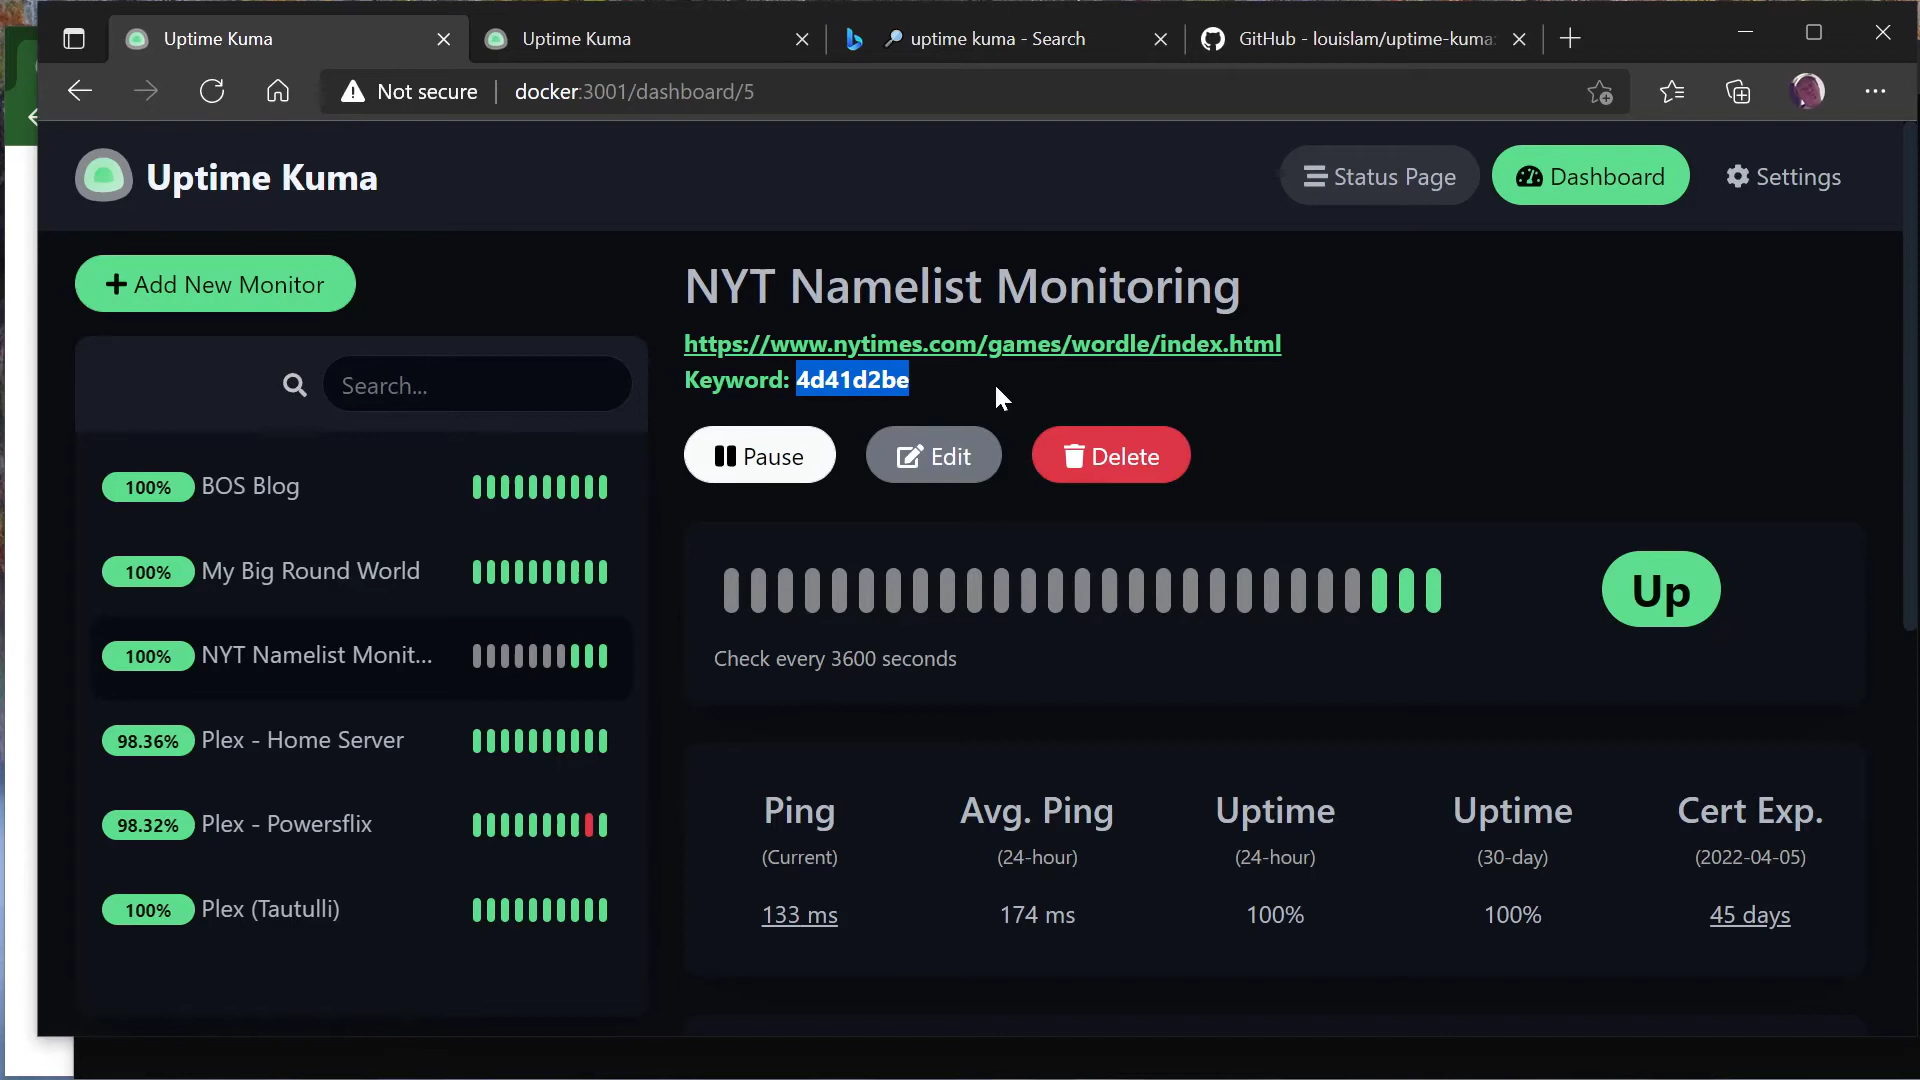 Uptime Kuma
Uptime Kuma
uptime kuma - Search
GitHub - louislam/uptime-kuma:
Not secure
docker:3001/dashboard/5
Uptime Kuma
Status Page
Dashboard
Settings
Add New Monitor
Search...
100% BOS Blog
100% My Big Round World
100% NYT Namelist Monit...
98.36% Plex - Home Server
98.32% Plex - Powersflix
100% Plex (Tautulli)
NYT Namelist Monitoring
https://www.nytimes.com/games/wordle/index.html
Keyword: 4d41d2be
Pause
Edit
Delete
Up
Check every 3600 seconds
Ping Avg. Ping Uptime Uptime Cert Exp.
(Current) (24-hour) (24-hour) (30-day) (2022-04-05)
133 ms 174 ms 100% 100% 45 days